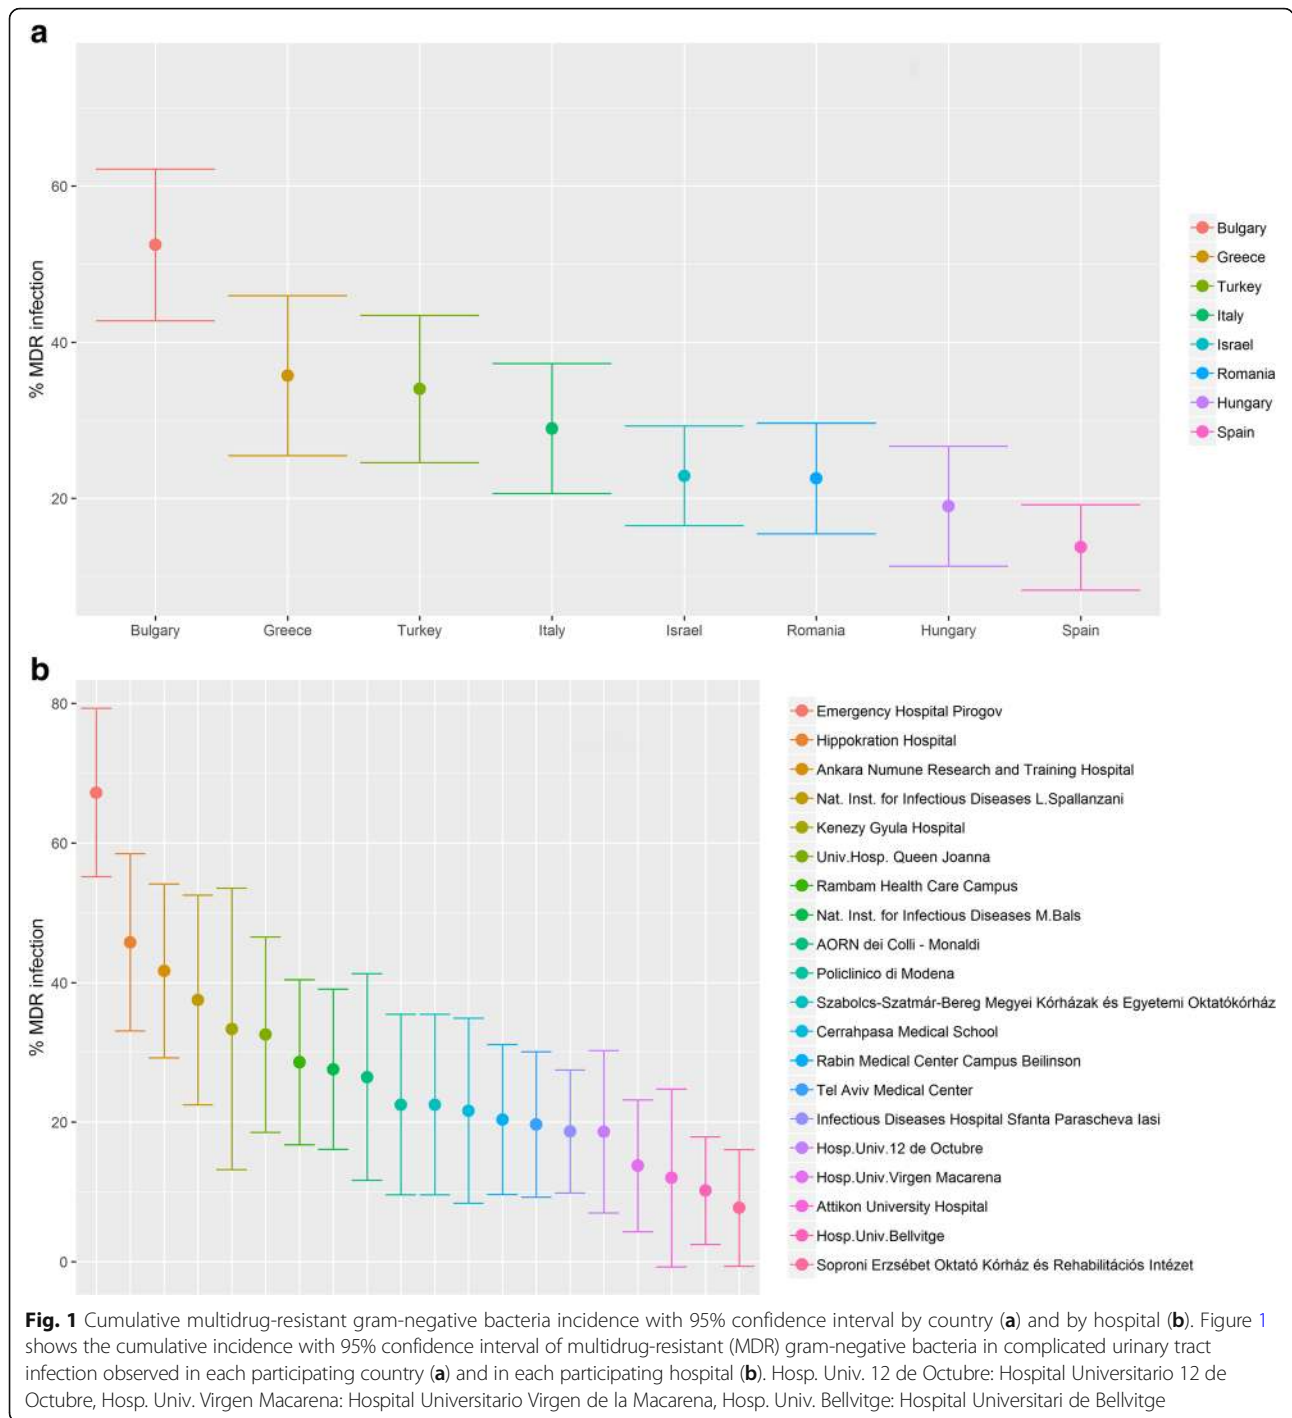 a
60
40
20
% MDR infection
Bulgary
Greece
Turkey
Italy
Israel
Romania
Hungary
Spain
Bulgary
Greece
Turkey
Italy
Israel
Romania
Hungary
Spain
b
80
60
40
20
0
% MDR infection
Emergency Hospital Pirogov
Hippokration Hospital
Ankara Numune Research and Training Hospital
Nat. Inst. for Infectious Diseases L.Spallanzani
Kenezy Gyula Hospital
Univ.Hosp. Queen Joanna
Rambam Health Care Campus
Nat. Inst. for Infectious Diseases M.Bals
AORN dei Colli - Monaldi
Policlinico di Modena
Szabolcs-Szatmár-Bereg Megyei Kórházak és Egyetemi Oktatókórház
Cerrahpasa Medical School
Rabin Medical Center Campus Beilinson
Tel Aviv Medical Center
Infectious Diseases Hospital Sfanta Parascheva Iasi
Hosp.Univ.12 de Octubre
Hosp.Univ.Virgen Macarena
Attikon University Hospital
Hosp.Univ.Bellvitge
Soproni Erzsébet Oktató Kórház és Rehabilitációs Intézet
Fig. 1 Cumulative multidrug-resistant gram-negative bacteria incidence with 95% confidence interval by country (a) and by hospital (b). Figure 1
shows the cumulative incidence with 95% confidence interval of multidrug-resistant (MDR) gram-negative bacteria in complicated urinary tract
infection observed in each participating country (a) and in each participating hospital (b). Hosp. Univ. 12 de Octubre: Hospital Universitario 12 de
Octubre, Hosp. Univ. Virgen Macarena: Hospital Universitario Virgen de la Macarena, Hosp. Univ. Bellvitge: Hospital Universitari de Bellvitge